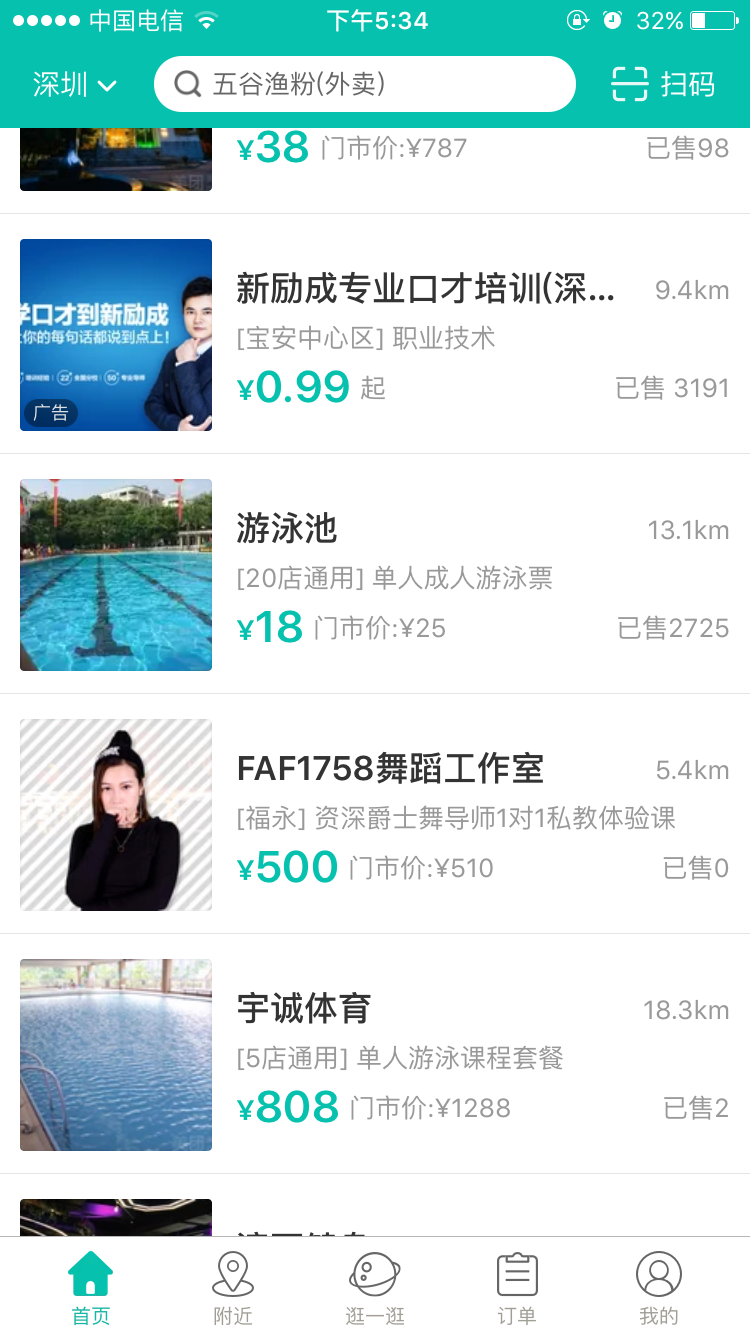 中国电信 下午5:34 32%
深圳 五谷渔粉(外卖) 扫码
¥38 门市价:¥787 已售98
美团
新励成专业口才培训(深... 9.4km
学口才到新励成
你的每句话都说到点上!
[宝安中心区] 职业技术
¥0.99 起 已售 3191
广告
游泳池 13.1km
[20店通用] 单人成人游泳票
¥18 门市价:¥25 已售2725
FAF1758舞蹈工作室 5.4km
[福永] 资深爵士舞导师1对1私教体验课
¥500 门市价:¥510 已售0
宇诚体育 18.3km
[5店通用] 单人游泳课程套餐
¥808 门市价:¥1288 已售2
首页 附近 逛一逛 订单 我的